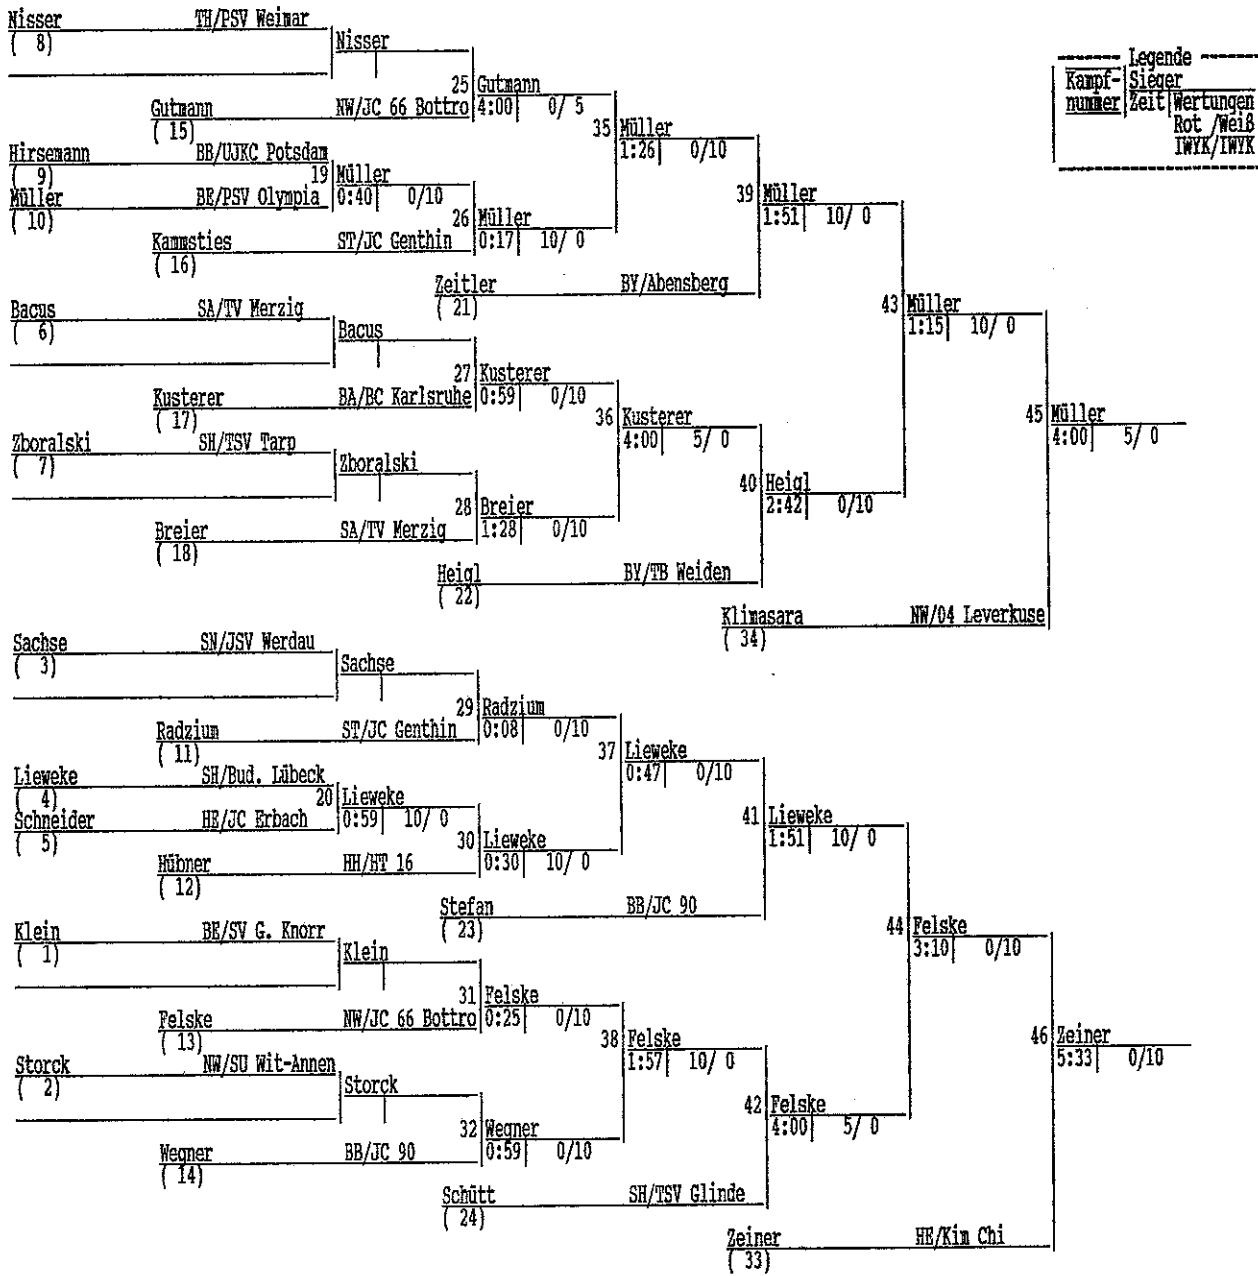 Nisser TH/PSV Weimar
( 8)
Nisser
25 Gutmann
4:00 0/ 5
Gutmann NW/JC 66 Bottro
( 15)
35 Müller
1:26 0/10
Hirsemann BB/UJKC Potsdam
( 9)
19 Müller
0:40 0/10
Müller BE/PSV Olympia
( 10)
26 Müller
0:17 10/ 0
Kammsties ST/JC Genthin
( 16)
39 Müller
1:51 10/ 0
Zeitler BY/Abensberg
( 21)
43 Müller
1:15 10/ 0
Bacus SA/TV Merzig
( 6)
Bacus
27 Kusterer
0:59 0/10
Kusterer BA/BC Karlsruhe
( 17)
36 Kusterer
4:00 5/ 0
Zboralski SH/TSV Tarp
( 7)
Zboralski
28 Breier
1:28 0/10
Breier SA/TV Merzig
( 18)
40 Heigl
2:42 0/10
Heigl BY/TB Weiden
( 22)
45 Müller
4:00 5/ 0
Klimasara NW/04 Leverkuse
( 34)
Sachse SN/JSV Werdau
( 3)
Sachse
29 Radzium
0:08 0/10
Radzium ST/JC Genthin
( 11)
37 Lieweke
0:47 0/10
Lieweke SH/Bud. Lübeck
( 4)
20 Lieweke
0:59 10/ 0
Schneider HE/JC Erbach
( 5)
30 Lieweke
0:30 10/ 0
Hübner HH/HT 16
( 12)
41 Lieweke
1:51 10/ 0
Stefan BB/JC 90
( 23)
44 Felske
3:10 0/10
Klein BE/SV G. Knorr
( 1)
Klein
31 Felske
0:25 0/10
Felske NW/JC 66 Bottro
( 13)
38 Felske
1:57 10/ 0
Storck NW/SU Wit-Annen
( 2)
Storck
32 Wegner
0:59 0/10
Wegner BB/JC 90
( 14)
42 Felske
4:00 5/ 0
Schütt SH/TSV Glinde
( 24)
46 Zeiner
5:33 0/10
Zeiner HE/Kim Chi
( 33)
Legende
Kampf- Sieger
nummer Zeit Wertungen
Rot /Weiß
IWYK/IWYK